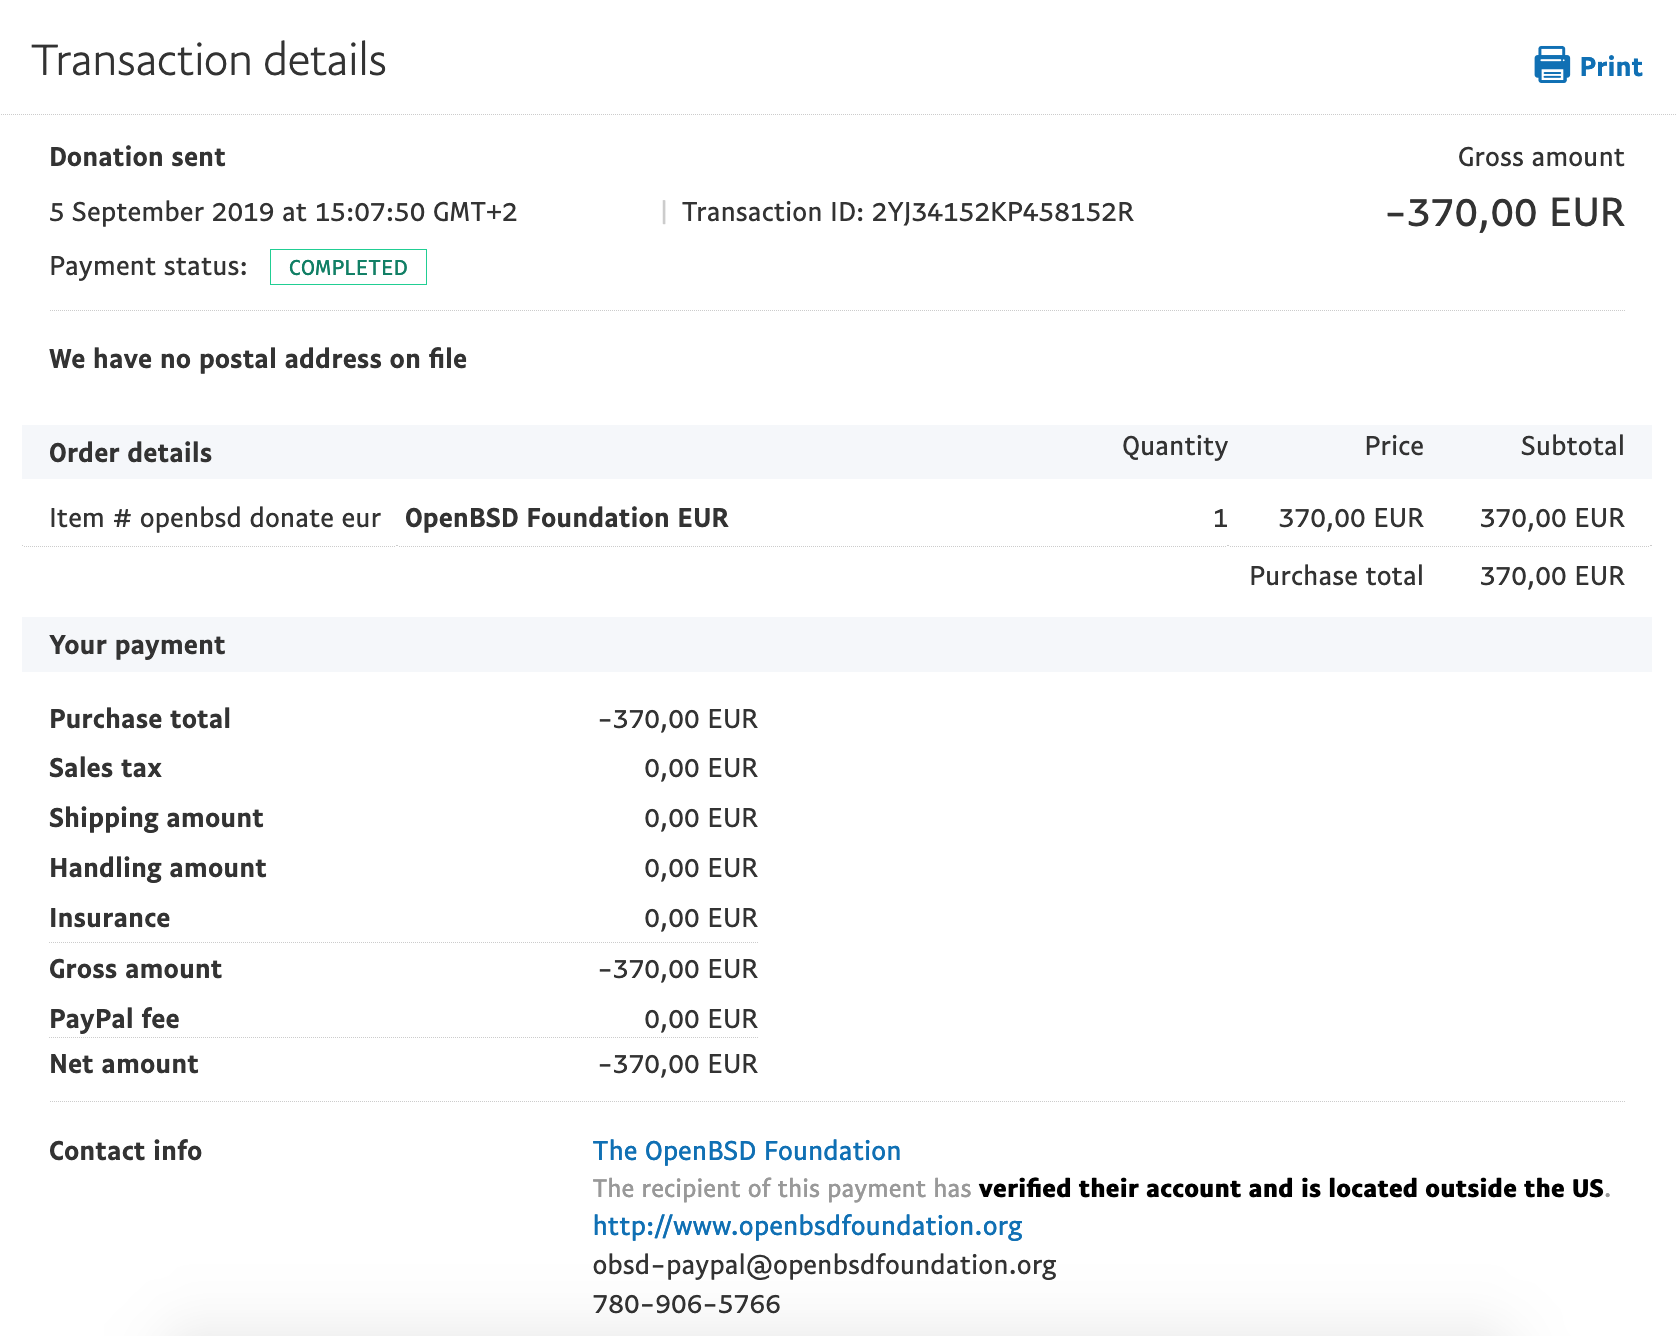 Transaction details
Print
Donation sent
Gross amount
5 September 2019 at 15:07:50 GMT+2 | Transaction ID: 2YJ34152KP458152R
-370,00 EUR
Payment status: COMPLETED
We have no postal address on file
Order details Quantity Price Subtotal
Item # openbsd donate eur OpenBSD Foundation EUR 1 370,00 EUR 370,00 EUR
Purchase total 370,00 EUR
Your payment
Purchase total -370,00 EUR
Sales tax 0,00 EUR
Shipping amount 0,00 EUR
Handling amount 0,00 EUR
Insurance 0,00 EUR
Gross amount -370,00 EUR
PayPal fee 0,00 EUR
Net amount -370,00 EUR
Contact info The OpenBSD Foundation
The recipient of this payment has verified their account and is located outside the US.
http://www.openbsdfoundation.org
obsd-paypal@openbsdfoundation.org
780-906-5766